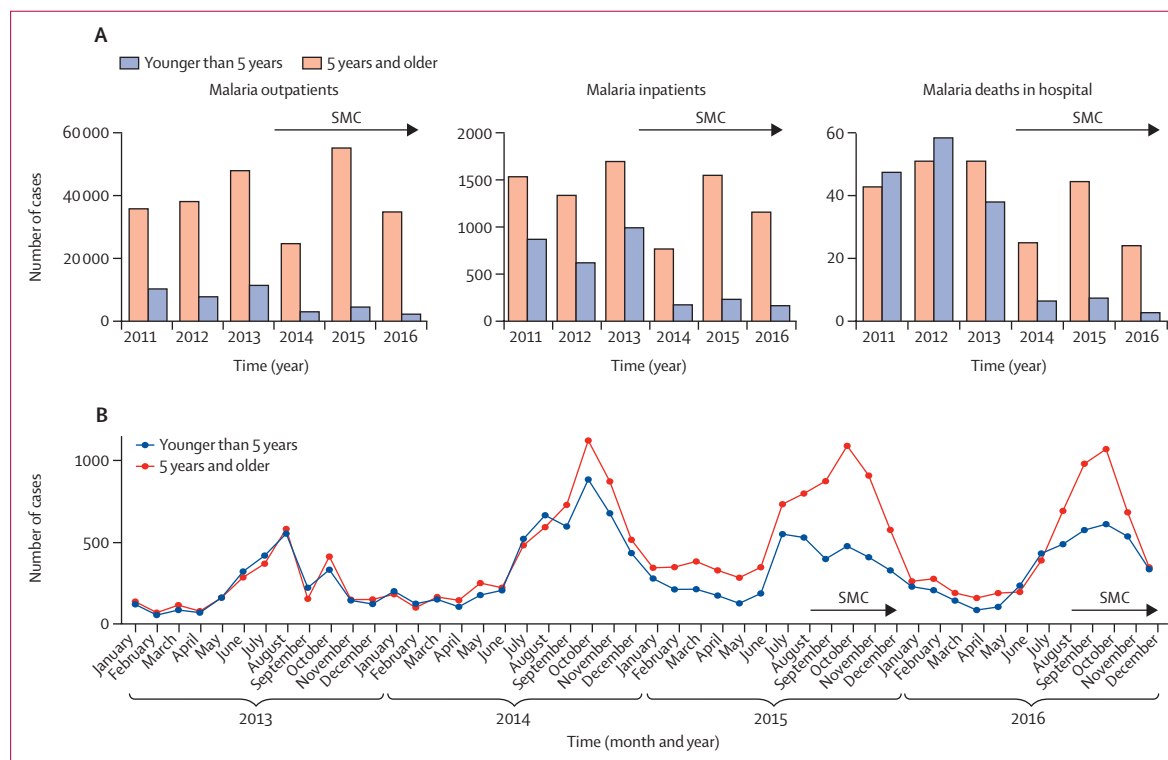 A
Younger than 5 years 5 years and older
Malaria outpatients
Number of cases
60 000
40 000
20 000
0
SMC
2011 2012 2013 2014 2015 2016
Time (year)
Malaria inpatients
2000
1500
1000
500
0
SMC
2011 2012 2013 2014 2015 2016
Time (year)
Malaria deaths in hospital
60
40
20
0
SMC
2011 2012 2013 2014 2015 2016
Time (year)
B
Younger than 5 years
5 years and older
Number of cases
1000
500
0
SMC
SMC
January February March April May June July August September October November December January February March April May June July August September October November December January February March April May June July August September October November December January February March April May June July August September October November December
2013 2014 2015 2016
Time (month and year)